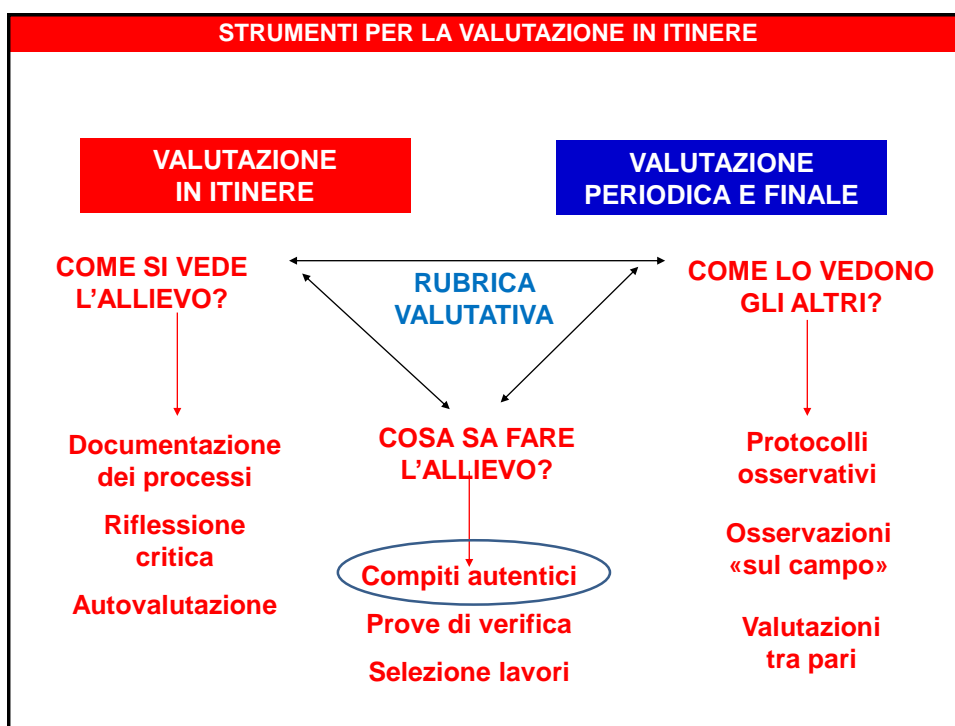 STRUMENTI PER LA VALUTAZIONE IN ITINERE
VALUTAZIONE
IN ITINERE
VALUTAZIONE
PERIODICA E FINALE
COME SI VEDE
L’ALLIEVO?
RUBRICA
VALUTATIVA
COME LO VEDONO
GLI ALTRI?
Documentazione
dei processi
Riflessione
critica
Autovalutazione
COSA SA FARE
L’ALLIEVO?
Compiti autentici
Prove di verifica
Selezione lavori
Protocolli
osservativi
Osservazioni
«sul campo»
Valutazioni
tra pari